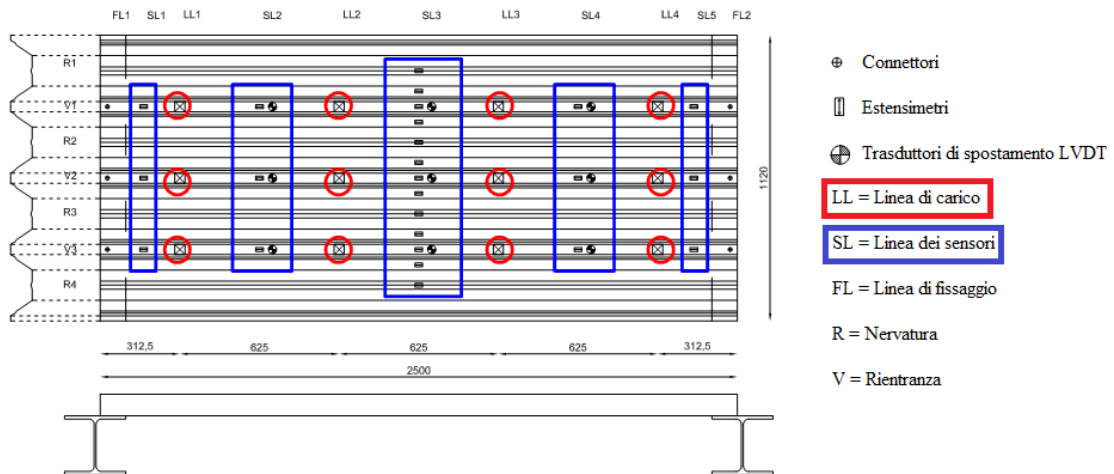 FL1 SL1 LL1 SL2 LL2 SL3 LL3 SL4 LL4 SL5 FL2
R1
V1
R2
V2
R3
V3
R4
1120
312,5 625 625 625 312,5
2500
Connettori
Estensimetri
Trasduttori di spostamento LVDT
LL = Linea di carico
SL = Linea dei sensori
FL = Linea di fissaggio
R = Nervatura
V = Rientranza